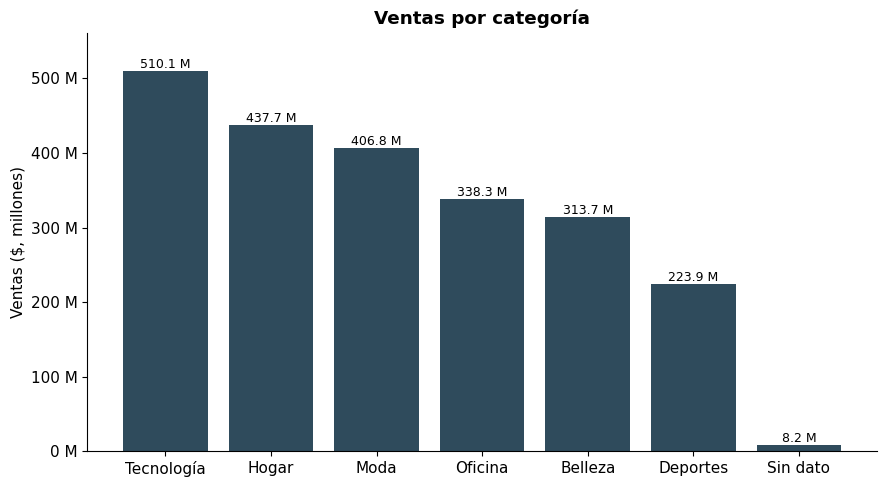 Ventas por categoría
Ventas ($, millones)
500 M
400 M
300 M
200 M
100 M
0 M
510.1 M
437.7 M
406.8 M
338.3 M
313.7 M
223.9 M
8.2 M
Tecnología
Hogar
Moda
Oficina
Belleza
Deportes
Sin dato